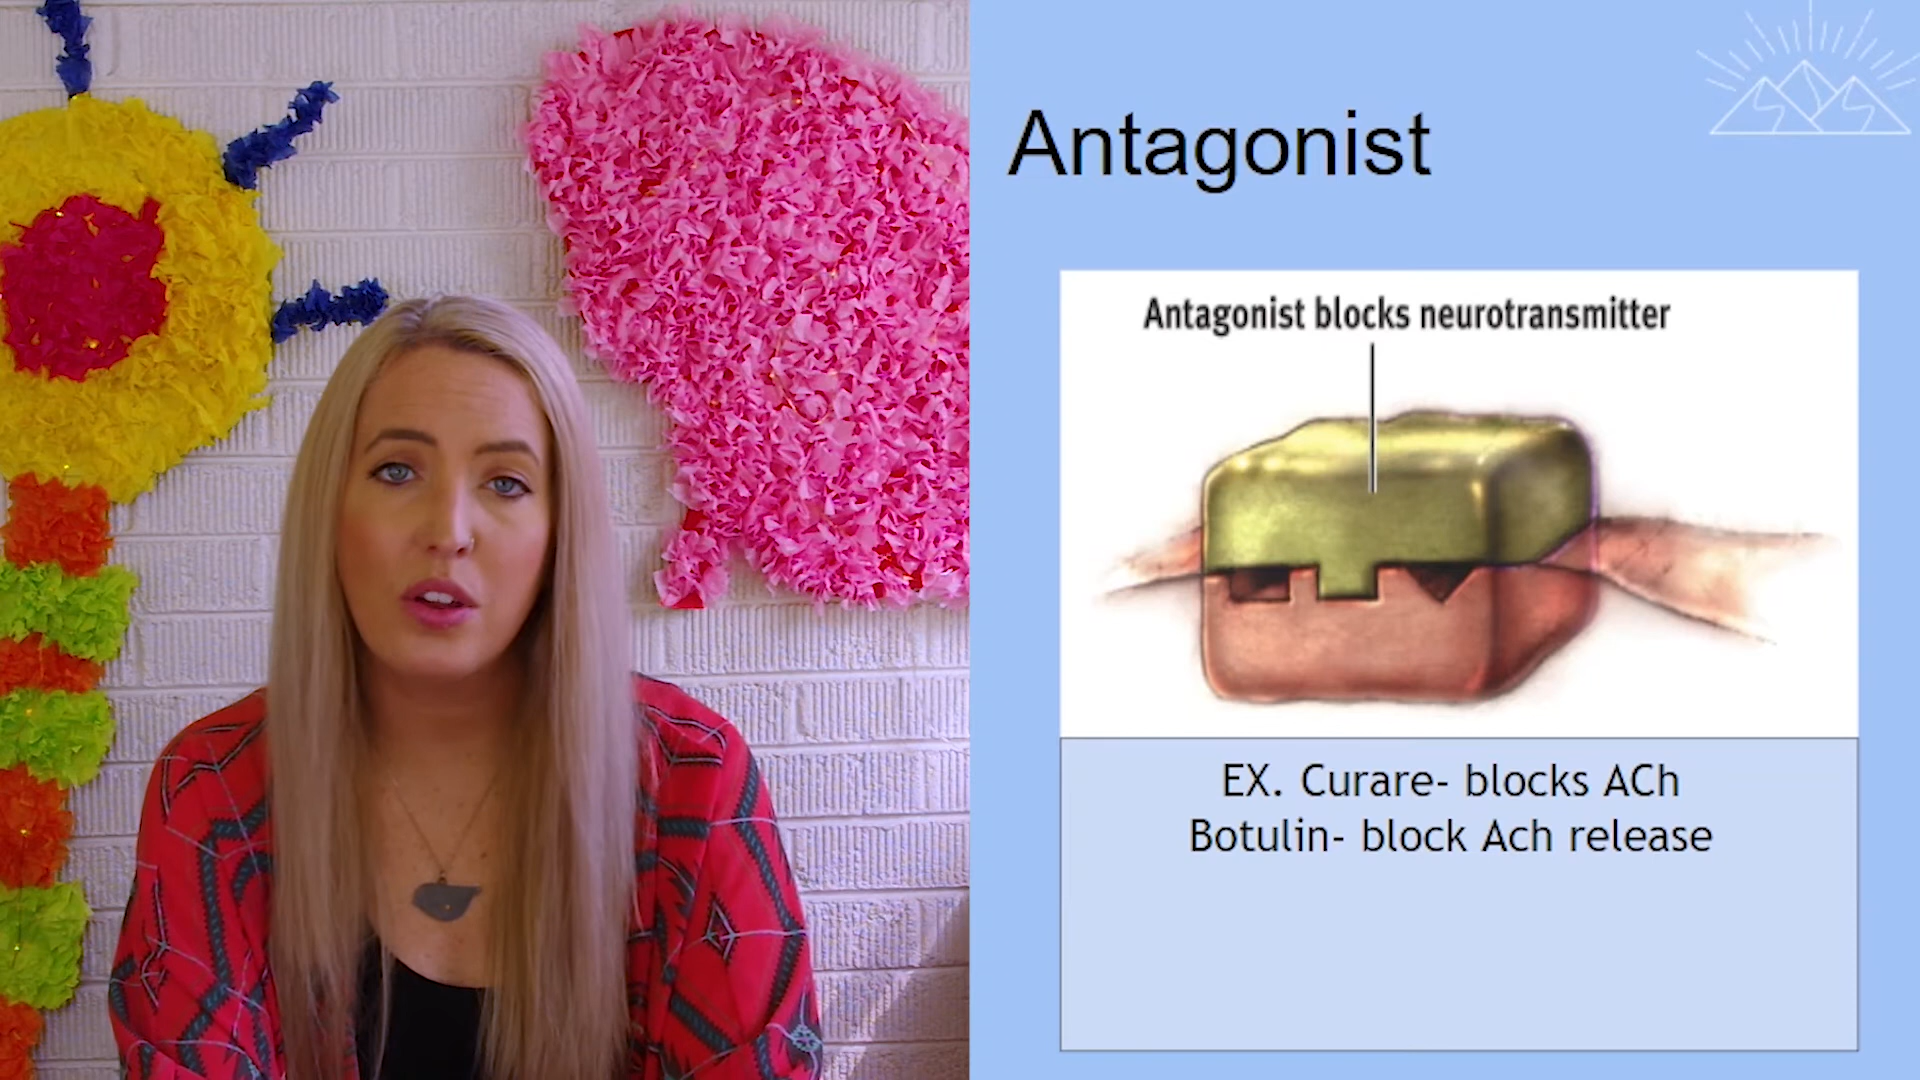 Antagonist
Antagonist blocks neurotransmitter
EX. Curare- blocks ACh
Botulin- block Ach release